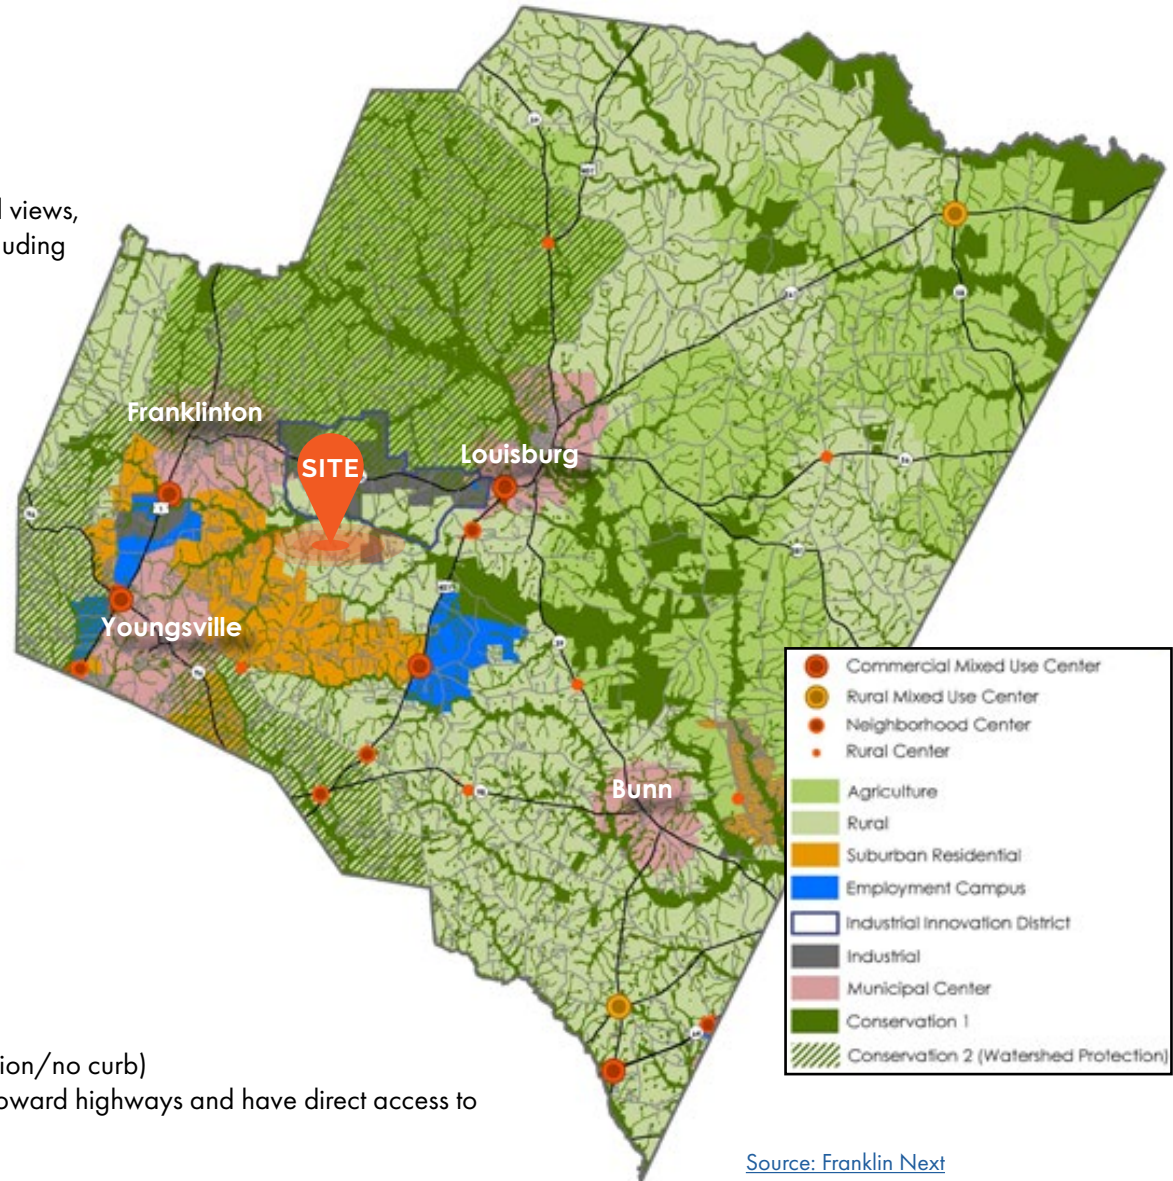 l views,
luding
Franklinton
SITE
Louisburg
Youngsville
Bunn
Commercial Mixed Use Center
Rural Mixed Use Center
Neighborhood Center
Rural Center
Agriculture
Rural
Suburban Residential
Employment Campus
Industrial Innovation District
Industrial
Municipal Center
Conservation 1
Conservation 2 (Watershed Protection)
ion/no curb)
oward highways and have direct access to
Source: Franklin Next